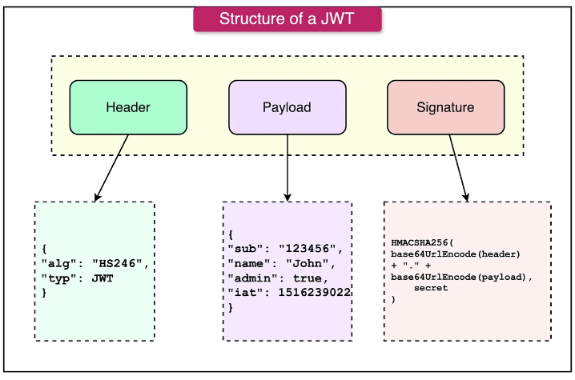 Structure of a JWT
Header
Payload
Signature
{
"alg": "HS246",
"typ": JWT
}
{
"sub": "123456",
"name": "John",
"admin": true,
"iat": 1516239022
}
HMACSHA256(
base64UrlEncode(header)
+ "." +
base64UrlEncode(payload),
secret
)